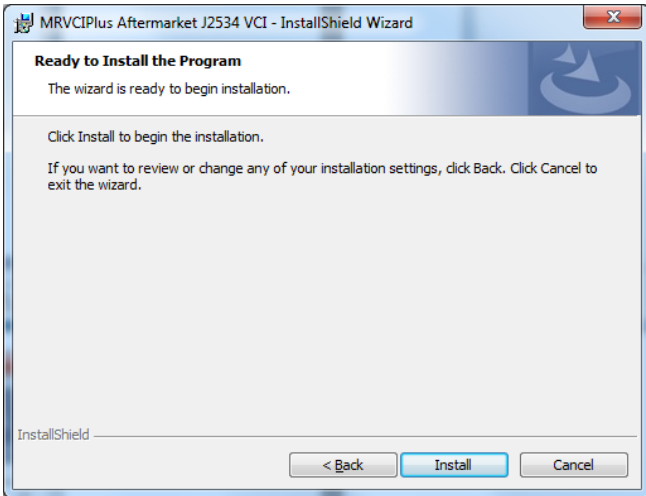 MRVCIPlus Aftermarket J2534 VCI - InstallShield Wizard
Ready to Install the Program
The wizard is ready to begin installation.
Click Install to begin the installation.
If you want to review or change any of your installation settings, click Back. Click Cancel to
exit the wizard.
InstallShield
< Back
Install
Cancel